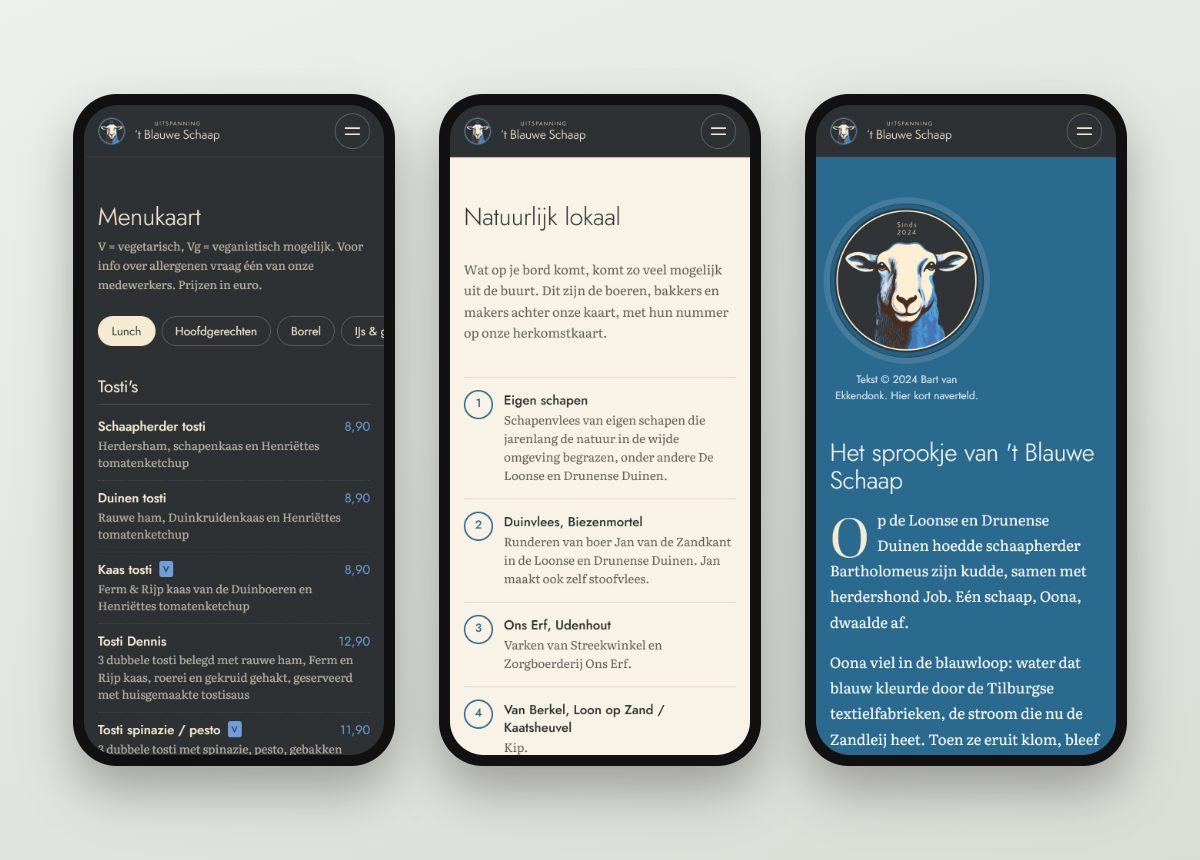 UITSPANNING
't Blauwe Schaap
Menukaart
V = vegetarisch, Vg = veganistisch mogelijk. Voor
info over allergenen vraag één van onze
medewerkers. Prijzen in euro.
Lunch
Hoofdgerechten
Borrel
IJs & g
Tosti's
Schaapherder tosti 8,90
Herdersham, schapenkaas en Henriëttes
tomatenketchup
Duinen tosti 8,90
Rauwe ham, Duinkruidenkaas en Henriëttes
tomatenketchup
Kaas tosti V 8,90
Ferm & Rijp kaas van de Duinboeren en
Henriëttes tomatenketchup
Tosti Dennis 12,90
3 dubbele tosti belegd met rauwe ham, Ferm en
Rijp kaas, roerei en gekruid gehakt, geserveerd
met huisgemaakte tostisaus
Tosti spinazie / pesto V 11,90
3 dubbele tosti met spinazie, pesto, gebakken
UITSPANNING
't Blauwe Schaap
Natuurlijk lokaal
Wat op je bord komt, komt zo veel mogelijk
uit de buurt. Dit zijn de boeren, bakkers en
makers achter onze kaart, met hun nummer
op onze herkomstkaart.
1 Eigen schapen
Schapenvlees van eigen schapen die
jarenlang de natuur in de wijde
omgeving begrazen, onder andere De
Loonse en Drunense Duinen.
2 Duinvlees, Biezenmortel
Runderen van boer Jan van de Zandkant
in de Loonse en Drunense Duinen. Jan
maakt ook zelf stoofvlees.
3 Ons Erf, Udenhout
Varken van Streekwinkel en
Zorgboerderij Ons Erf.
4 Van Berkel, Loon op Zand /
Kaatsheuvel
Kip.
UITSPANNING
't Blauwe Schaap
Sinds
2024
Tekst © 2024 Bart van
Ekkendonk. Hier kort naverteld.
Het sprookje van 't Blauwe
Schaap
Op de Loonse en Drunense
Duinen hoedde schaapherder
Bartholomeus zijn kudde, samen met
herdershond Job. Eén schaap, Oona,
dwaalde af.
Oona viel in de blauwloop: water dat
blauw kleurde door de Tilburgse
textielfabrieken, de stroom die nu de
Zandleij heet. Toen ze eruit klom, bleef